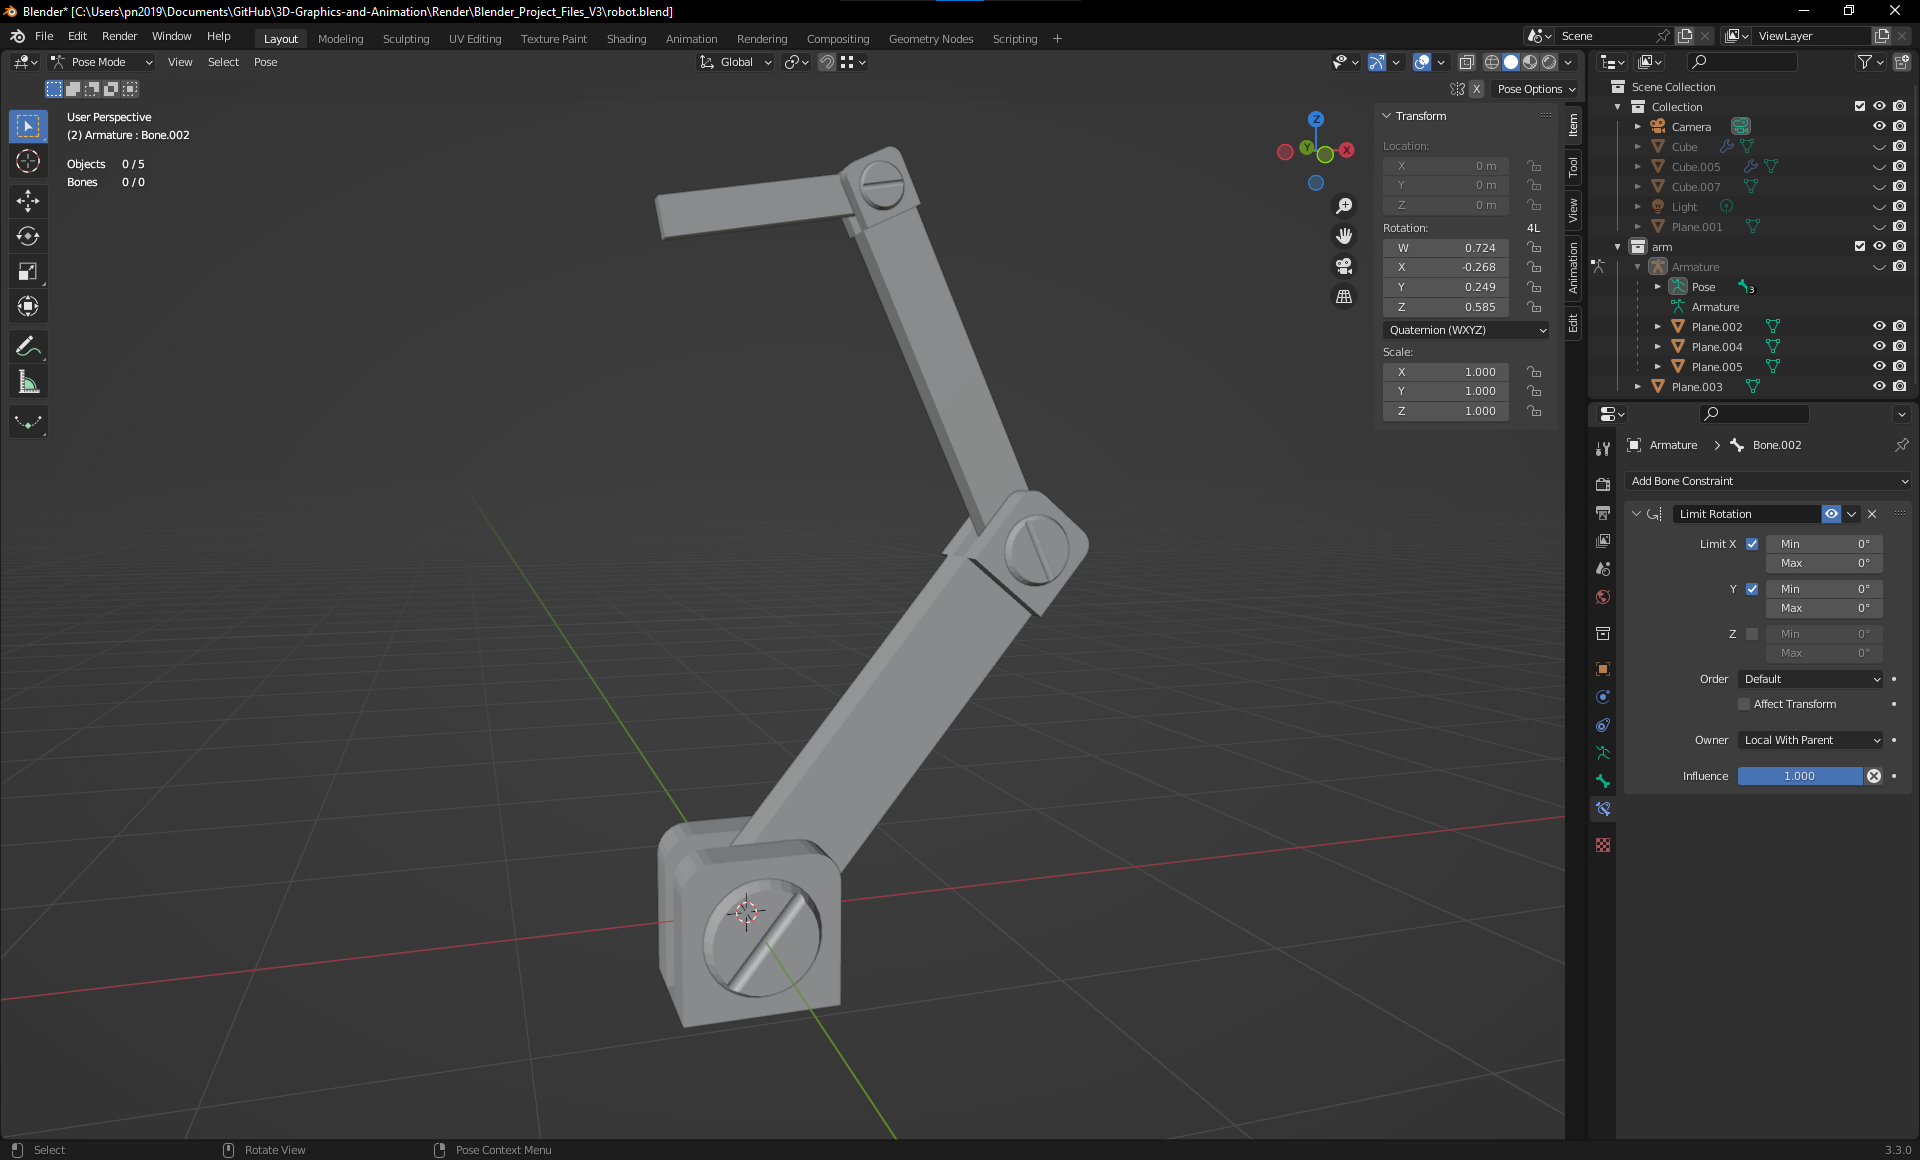 Blender* [C:\Users\pn2019\Documents\GitHub\3D-Graphics-and-Animation\Render\Blender_Project_Files_V3\robot.blend]
File Edit Render Window Help Layout Modeling Sculpting UV Editing Texture Paint Shading Animation Rendering Compositing Geometry Nodes Scripting + Scene ViewLayer
Pose Mode View Select Pose Global
X Pose Options
User Perspective
(2) Armature : Bone.002
Objects 0 / 5
Bones 0 / 0
Z
Y
X
Transform
Location:
X 0 m
Y 0 m
Z 0 m
Rotation: 4L
W 0.724
X -0.268
Y 0.249
Z 0.585
Quaternion (WXYZ)
Scale:
X 1.000
Y 1.000
Z 1.000
Item
Tool
View
Animation
Edit
Scene Collection
Collection
Camera
Cube
Cube.005
Cube.007
Light
Plane.001
arm
Armature
Pose 3
Armature
Plane.002
Plane.004
Plane.005
Plane.003
Armature > Bone.002
Add Bone Constraint
Limit Rotation
Limit X Min 0°
Max 0°
Y Min 0°
Max 0°
Z Min 0°
Max 0°
Order Default
Affect Transform
Owner Local With Parent
Influence 1.000
Select Rotate View Pose Context Menu 3.3.0